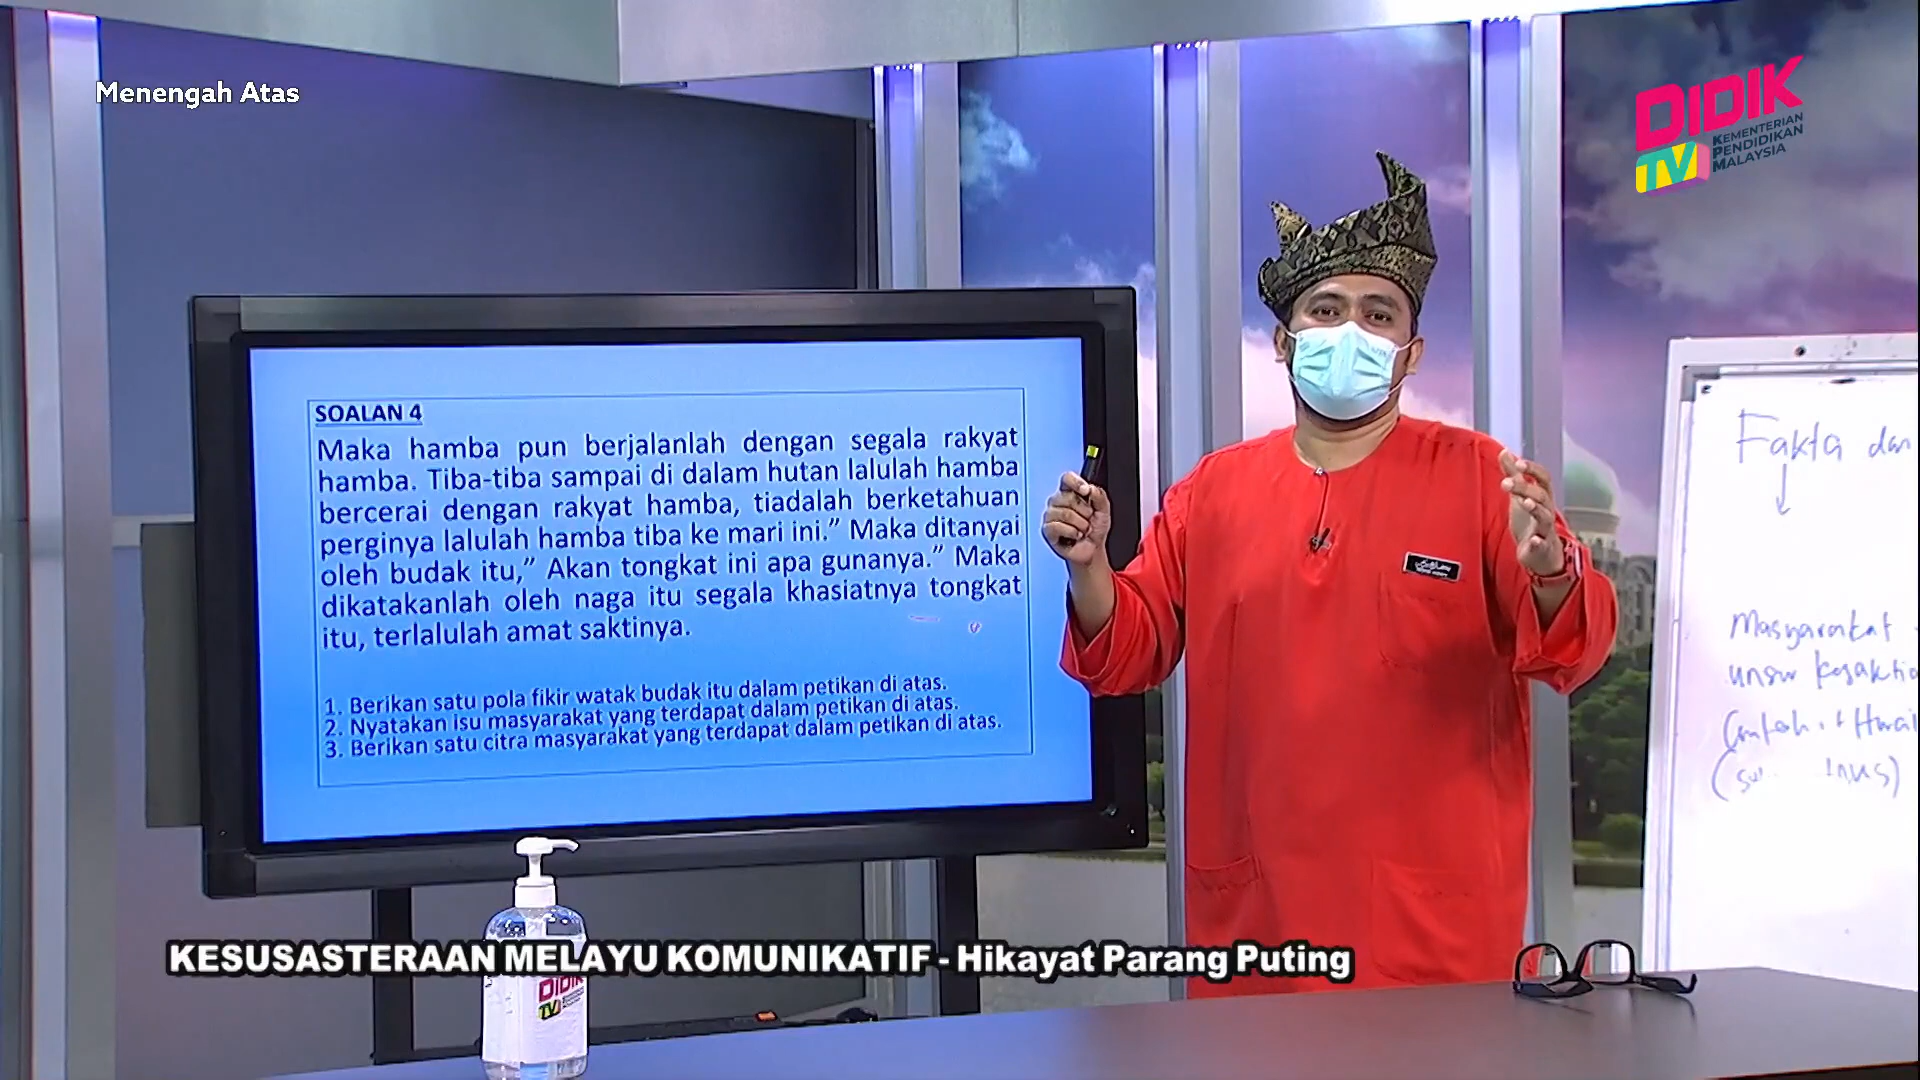 Menengah Atas
DIDIK
TV
KEMENTERIAN
PENDIDIKAN
MALAYSIA
SOALAN 4
Maka hamba pun berjalanlah dengan segala rakyat
hamba. Tiba-tiba sampai di dalam hutan lalulah hamba
bercerai dengan rakyat hamba, tiadalah berketahuan
perginya lalulah hamba tiba ke mari ini.” Maka ditanyai
oleh budak itu,” Akan tongkat ini apa gunanya.” Maka
dikatakanlah oleh naga itu segala khasiatnya tongkat
itu, terlalulah amat saktinya.
1. Berikan satu pola fikir watak budak itu dalam petikan di atas.
2. Nyatakan isu masyarakat yang terdapat dalam petikan di atas.
3. Berikan satu citra masyarakat yang terdapat dalam petikan di atas.
Fakta dan
Masyarakat
unsur
KESUSASTERAAN MELAYU KOMUNIKATIF - Hikayat Parang Puting
DIDIK
TV